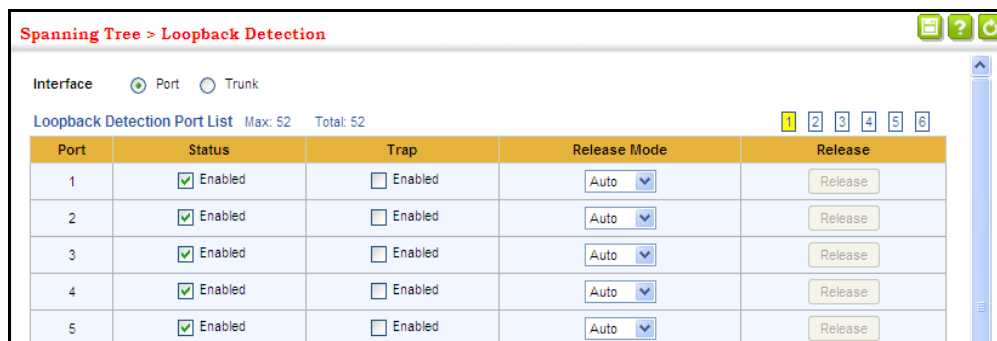 Spanning Tree > Loopback Detection
?
Interface Port Trunk
Loopback Detection Port List Max: 52 Total: 52 1 2 3 4 5 6
Port Status Trap Release Mode Release
1 Enabled Enabled Auto Release
2 Enabled Enabled Auto Release
3 Enabled Enabled Auto Release
4 Enabled Enabled Auto Release
5 Enabled Enabled Auto Release